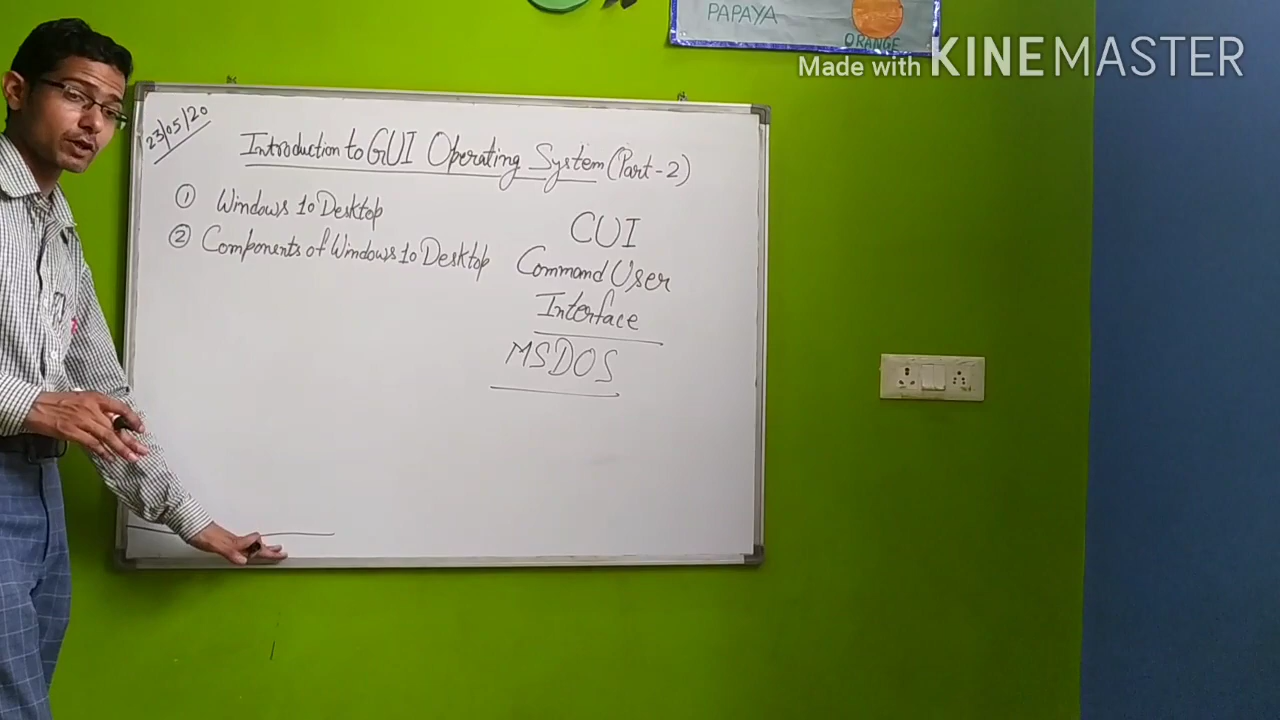 PAPAYA
ORANGE
Made with KINEMASTER
23/05/20
Introduction to GUI Operating System (Part-2)
① Windows 10 Desktop
② Components of Windows 10 Desktop
CUI
Command User
Interface
MSDOS